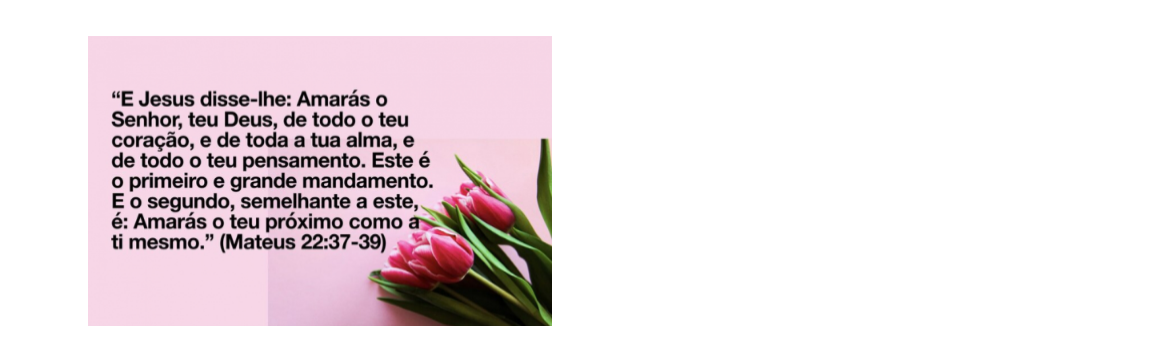 “E Jesus disse-lhe: Amarás o
Senhor, teu Deus, de todo o teu
coração, e de toda a tua alma, e
de todo o teu pensamento. Este é
o primeiro e grande mandamento.
E o segundo, semelhante a este,
é: Amarás o teu próximo como a
ti mesmo.” (Mateus 22:37-39)